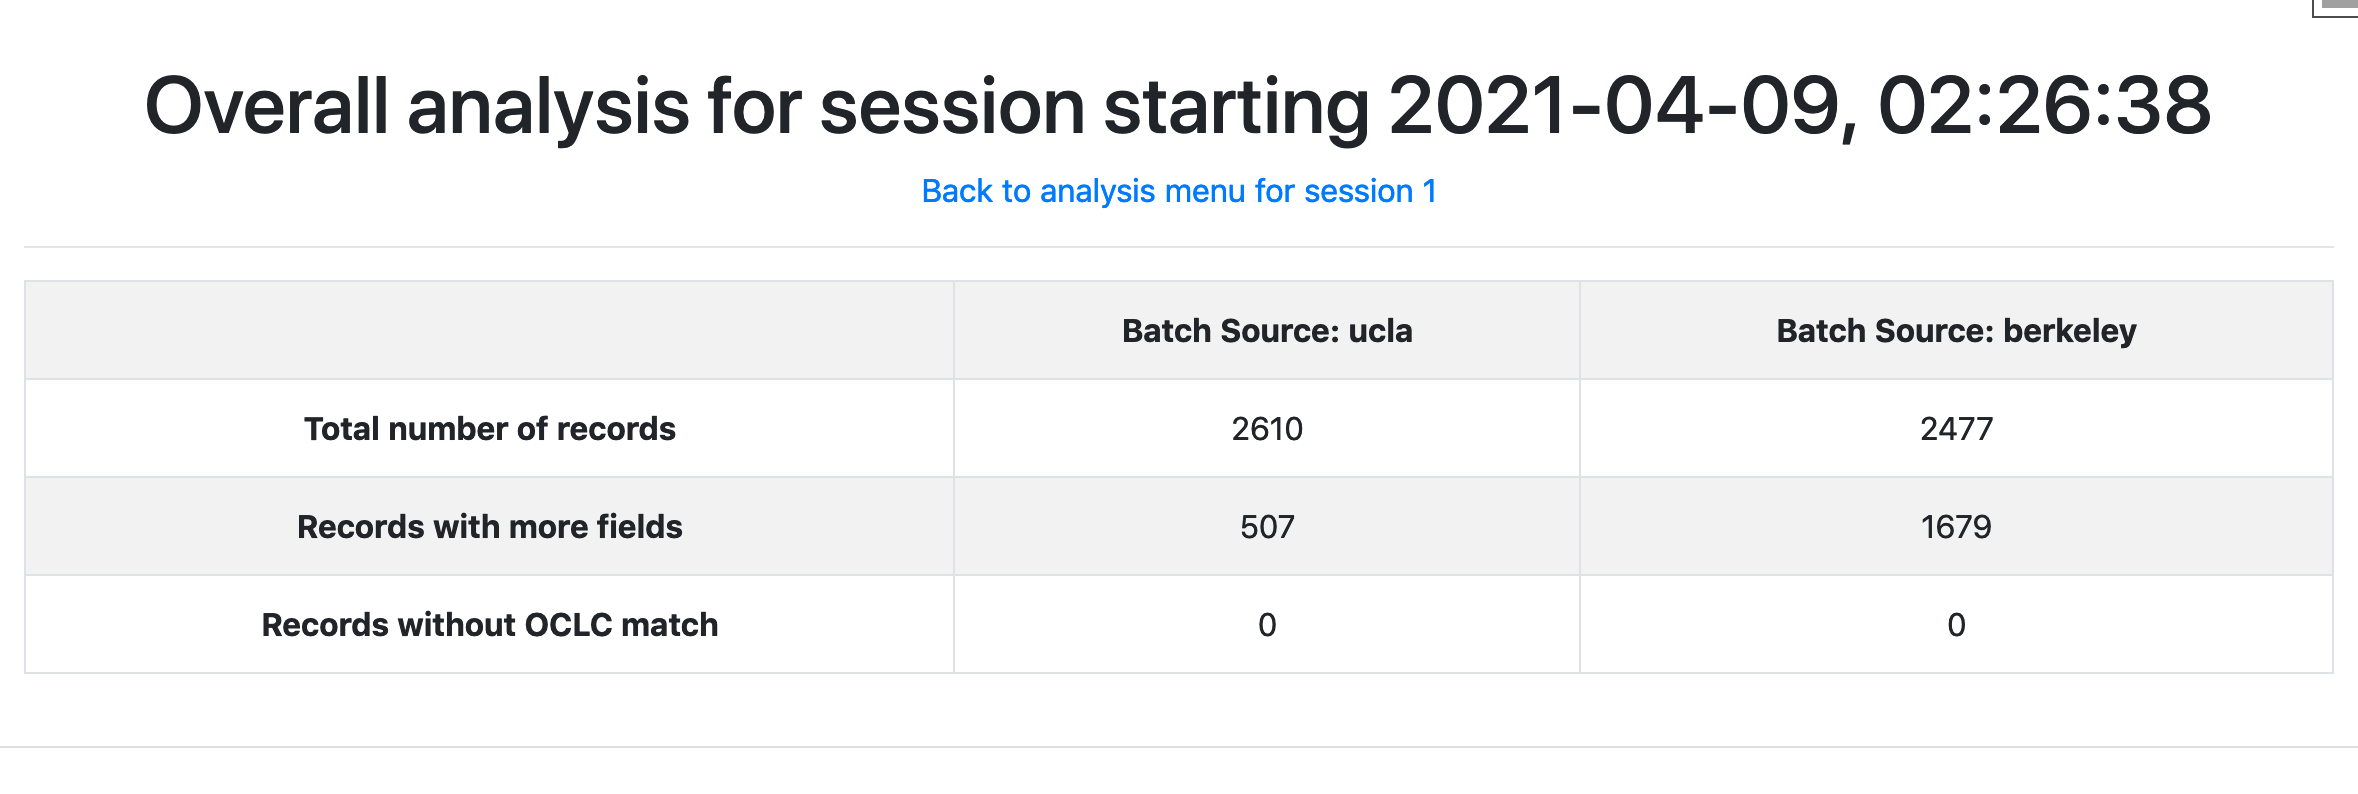 Overall analysis for session starting 2021-04-09, 02:26:38
Back to analysis menu for session 1
Batch Source: ucla Batch Source: berkeley
Total number of records 2610 2477
Records with more fields 507 1679
Records without OCLC match 0 0